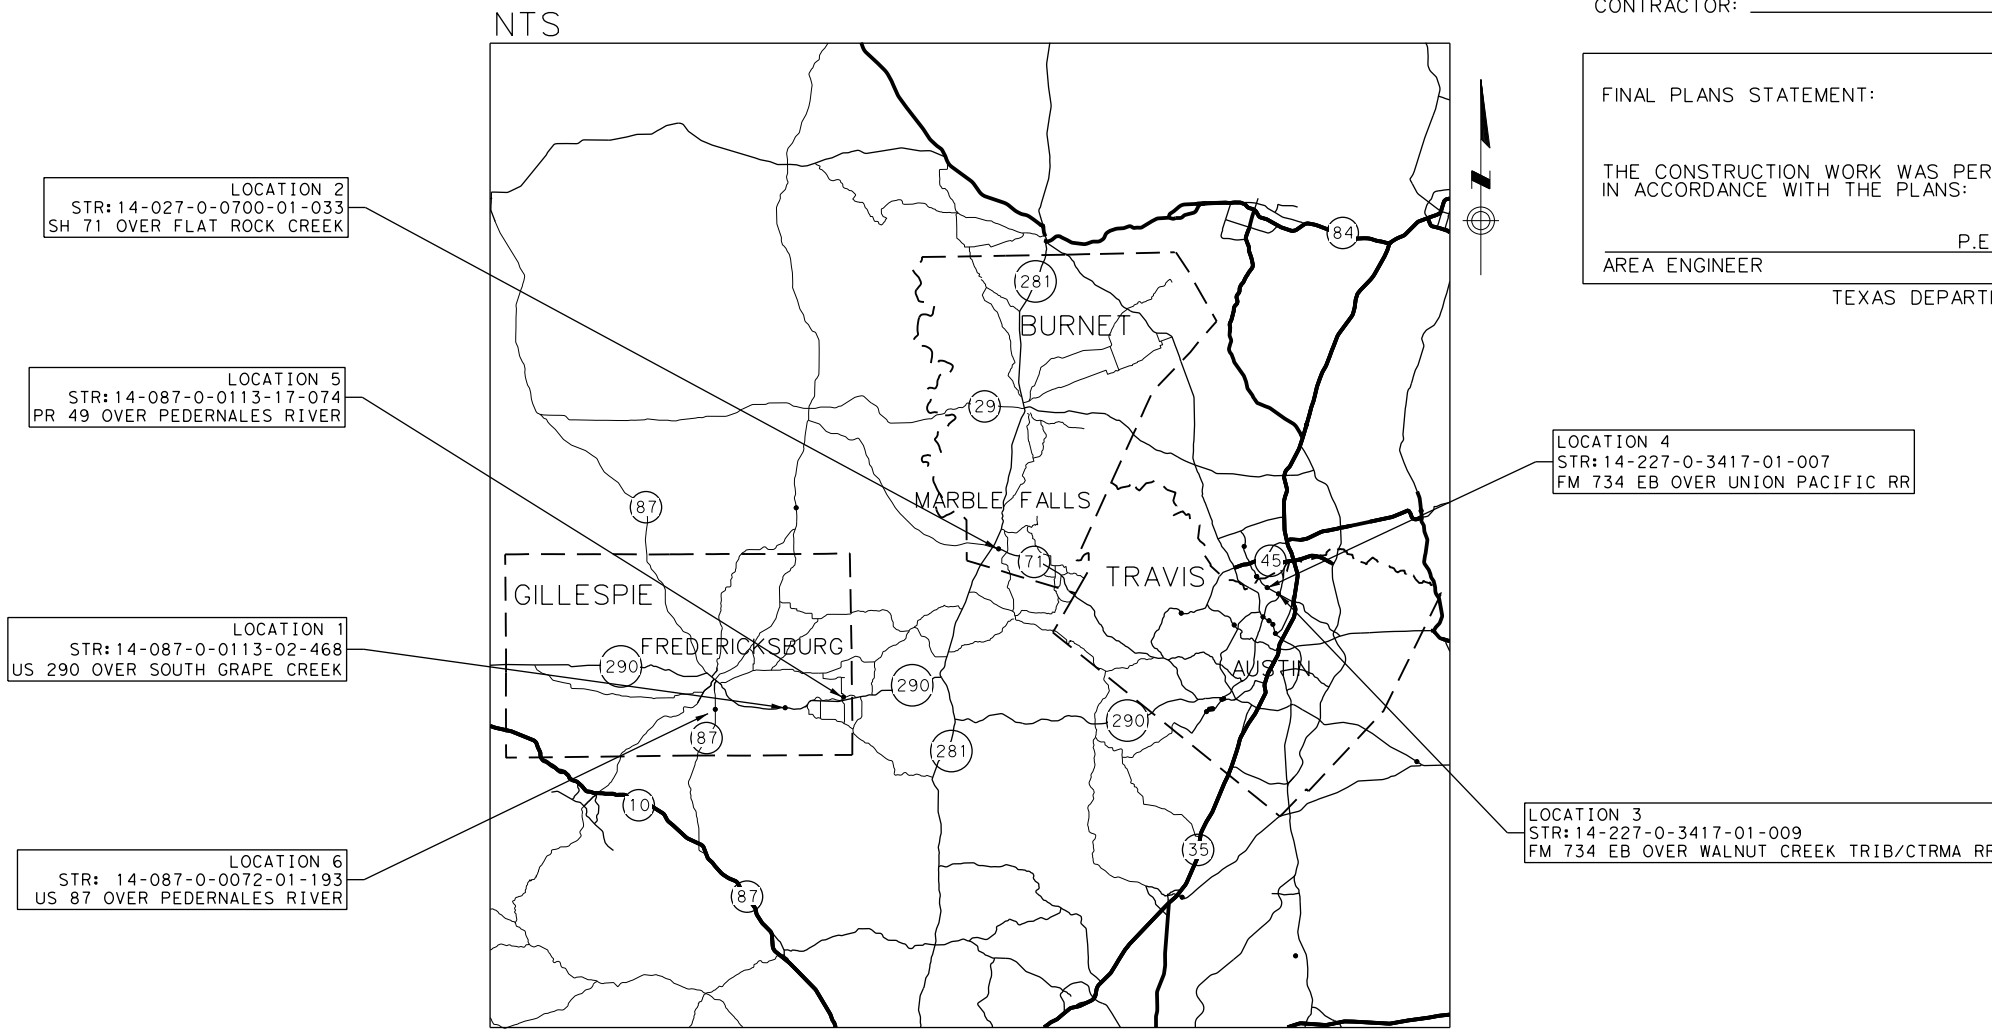 NTS
CONTRACTOR:
FINAL PLANS STATEMENT:
THE CONSTRUCTION WORK WAS PER
IN ACCORDANCE WITH THE PLANS:
P.E
AREA ENGINEER
TEXAS DEPART
LOCATION 2
STR:14-027-0-0700-01-033
SH 71 OVER FLAT ROCK CREEK
LOCATION 5
STR:14-087-0-0113-17-074
PR 49 OVER PEDERNALES RIVER
LOCATION 1
STR:14-087-0-0113-02-468
US 290 OVER SOUTH GRAPE CREEK
LOCATION 6
STR: 14-087-0-0072-01-193
US 87 OVER PEDERNALES RIVER
84
281
BURNET
29
87
MARBLE FALLS
71
45
TRAVIS
GILLESPIE
FREDERICKSBURG
290
290
AUSTIN
290
87
281
10
35
87
LOCATION 4
STR:14-227-0-3417-01-007
FM 734 EB OVER UNION PACIFIC RR
LOCATION 3
STR:14-227-0-3417-01-009
FM 734 EB OVER WALNUT CREEK TRIB/CTRMA RR